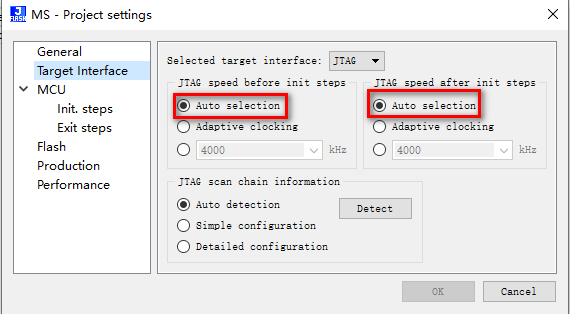 J
FLASH
MS - Project settings
General
Target Interface
MCU
Init. steps
Exit steps
Flash
Production
Performance
Selected target interface: JTAG
JTAG speed before init steps
Auto selection
Adaptive clocking
4000 kHz
JTAG speed after init steps
Auto selection
Adaptive clocking
4000 kHz
JTAG scan chain information
Auto detection
Simple configuration
Detailed configuration
Detect
OK
Cancel